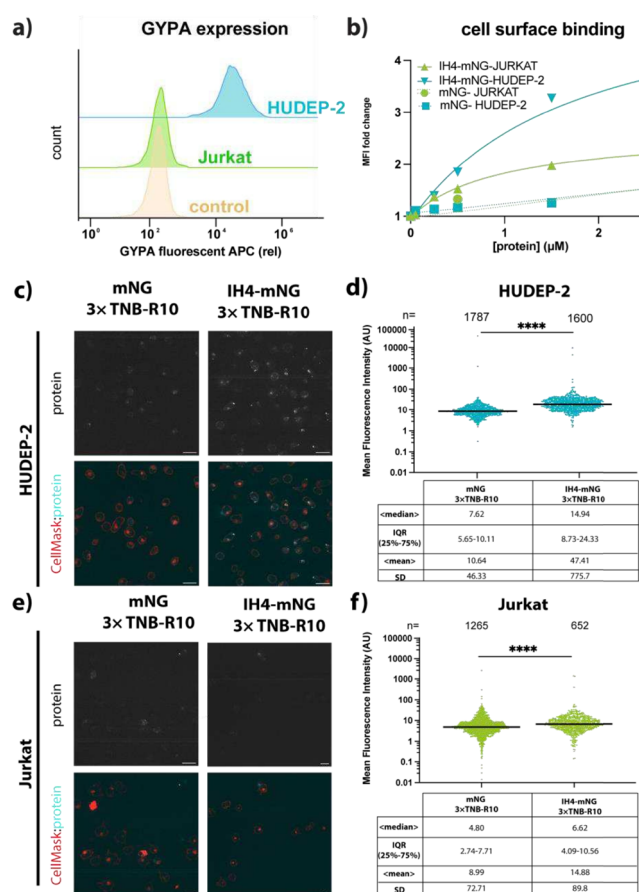 a)
GYPA expression
HUDEP-2
Jurkat
control
count
10⁰
10²
10⁴
10⁶
GYPA fluorescent APC (rel)
b)
cell surface binding
IH4-mNG-JURKAT
IH4-mNG-HUDEP-2
mNG- JURKAT
mNG- HUDEP-2
MFI fold change
4
3
2
1
0
1
2
[protein] (μM)
c)
mNG
3× TNB-R10
IH4-mNG
3× TNB-R10
HUDEP-2
protein
CellMask:protein
d)
HUDEP-2
n=
1787
1600
****
Mean Fluorescence Intensity (AU)
100000
10000
1000
100
10
1
0.1
0.01
mNG
3×TNB-R10
IH4-mNG
3×TNB-R10
<median>
7.62
14.94
IQR
(25%-75%)
5.65-10.11
8.73-24.33
<mean>
10.64
47.41
SD
46.33
775.7
e)
mNG
3× TNB-R10
IH4-mNG
3× TNB-R10
Jurkat
protein
CellMask:protein
f)
Jurkat
n=
1265
652
****
Mean Fluorescence Intensity (AU)
100000
10000
1000
100
10
1
0.1
0.01
mNG
3×TNB-R10
IH4-mNG
3×TNB-R10
<median>
4.80
6.62
IQR
(25%-75%)
2.74-7.71
4.09-10.56
<mean>
8.99
14.88
SD
72.71
89.8